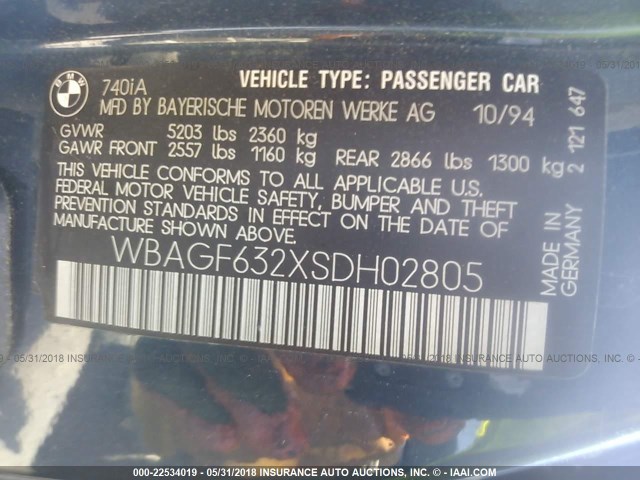 BMW
740iA
VEHICLE TYPE: PASSENGER CAR
MFD BY BAYERISCHE MOTOREN WERKE AG 10/94
GVWR 5203 lbs 2360 kg
GAWR FRONT 2557 lbs 1160 kg REAR 2866 lbs 1300 kg
THIS VEHICLE CONFORMS TO ALL APPLICABLE U.S.
FEDERAL MOTOR VEHICLE SAFETY, BUMPER AND THEFT
PREVENTION STANDARDS IN EFFECT ON THE DATE OF
MANUFACTURE SHOWN ABOVE.
WBAGF632XSDH02805
2 121 647
MADE IN
GERMANY
000-22534019 - 05/31/2018 INSURANCE AUTO AUCTIONS, INC. © - IAAI.COM